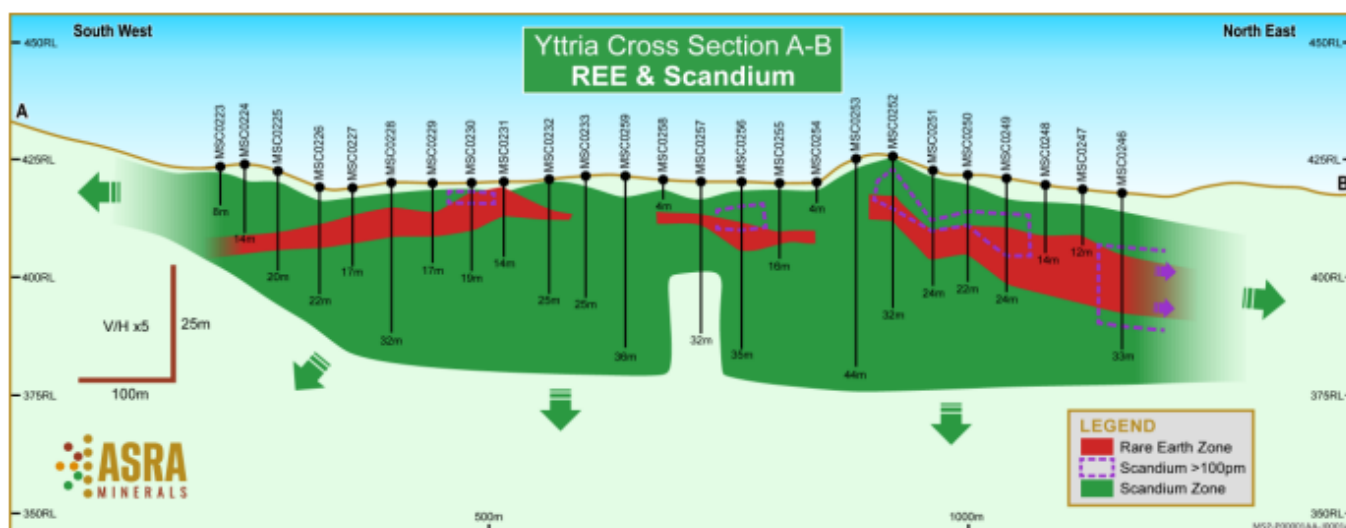 South West
Yttria Cross Section A-B
REE & Scandium
North East
450RL
450RL
A
MSC0223
MSC0224
MSC0225
MSC0226
MSC0227
MSC0228
MSC0229
MSC0230
MSC0231
MSC0232
MSC0233
MSC0259
MSC0258
MSC0257
MSC0256
MSC0255
MSC0254
MSC0253
MSC0252
MSC0251
MSC0250
MSC0249
MSC0248
MSC0247
MSC0246
425RL
425RL
B
8m
14m
20m
22m
17m
32m
17m
19m
14m
25m
25m
36m
4m
32m
35m
16m
4m
44m
32m
24m
22m
24m
14m
12m
33m
400RL
400RL
V/H x5
25m
100m
375RL
375RL
ASRA
MINERALS
LEGEND
Rare Earth Zone
Scandium >100pm
Scandium Zone
350RL
500m
1000m
350RL